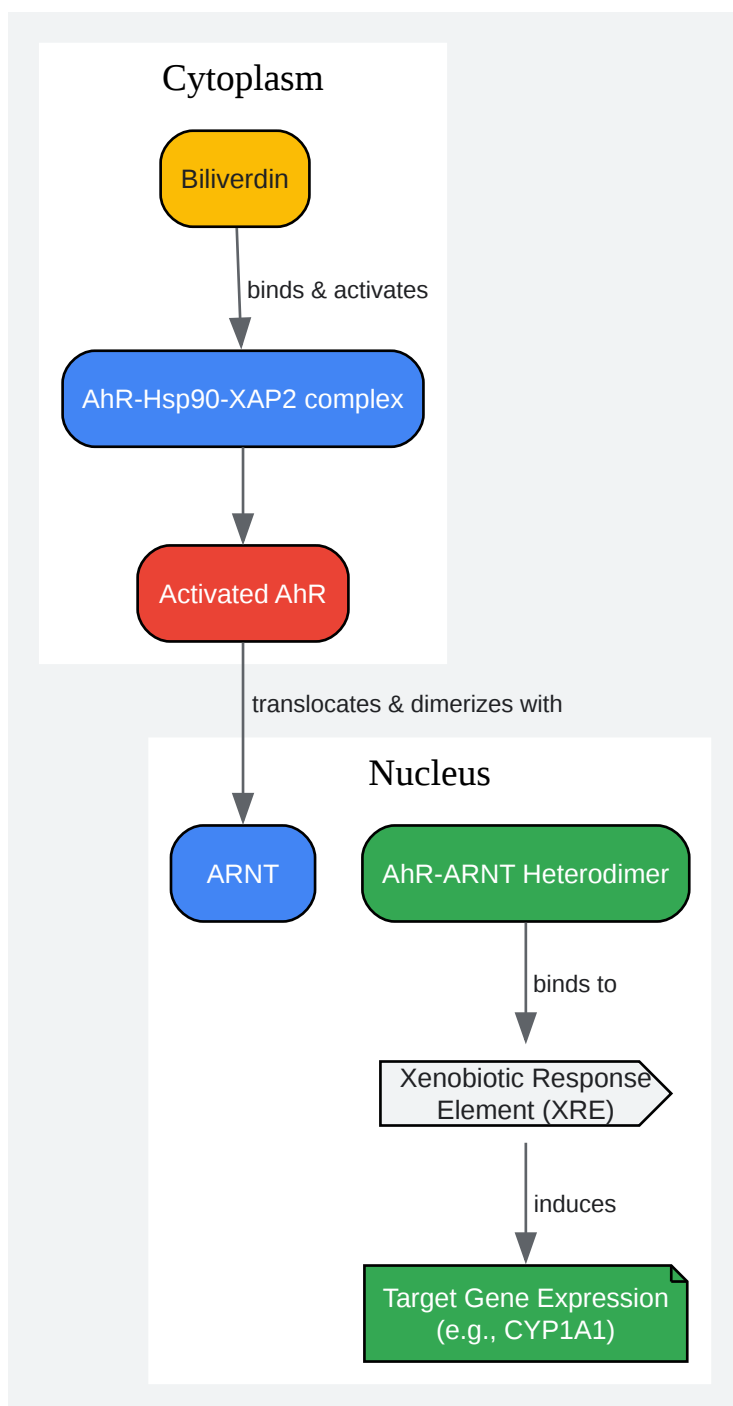 Cytoplasm
Biliverdin
binds & activates
AhR-Hsp90-XAP2 complex
Activated AhR
translocates & dimerizes with
Nucleus
ARNT
AhR-ARNT Heterodimer
binds to
Xenobiotic Response
Element (XRE)
induces
Target Gene Expression
(e.g., CYP1A1)